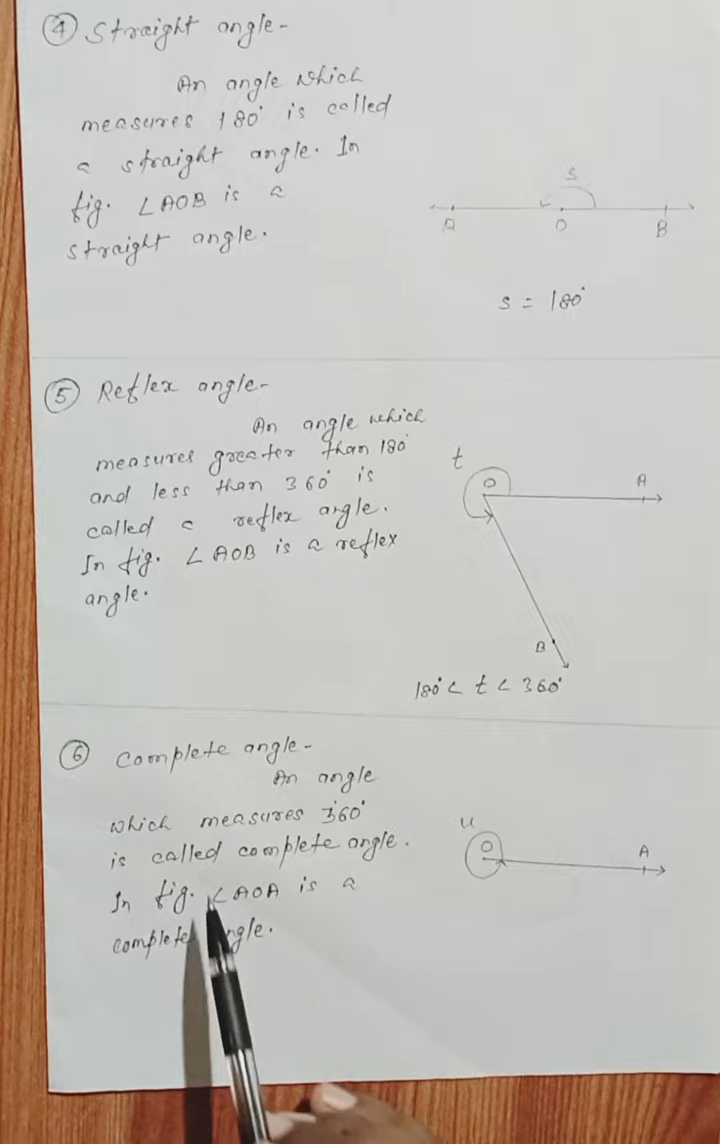 ④ Straight angle-
An angle which
measures 180° is called
a straight angle. In
fig. ∠AOB is a
straight angle.
S
A O B
S = 180°
⑤ Reflex angle-
An angle which
measures greater than 180°
and less than 360° is
called a reflex angle.
In fig. ∠AOB is a reflex
angle.
t
O A
B
180° < t < 360°
⑥ Complete angle-
An angle
which measures 360°
is called complete angle.
In fig. ∠AOA is a
complete angle.
u
O A